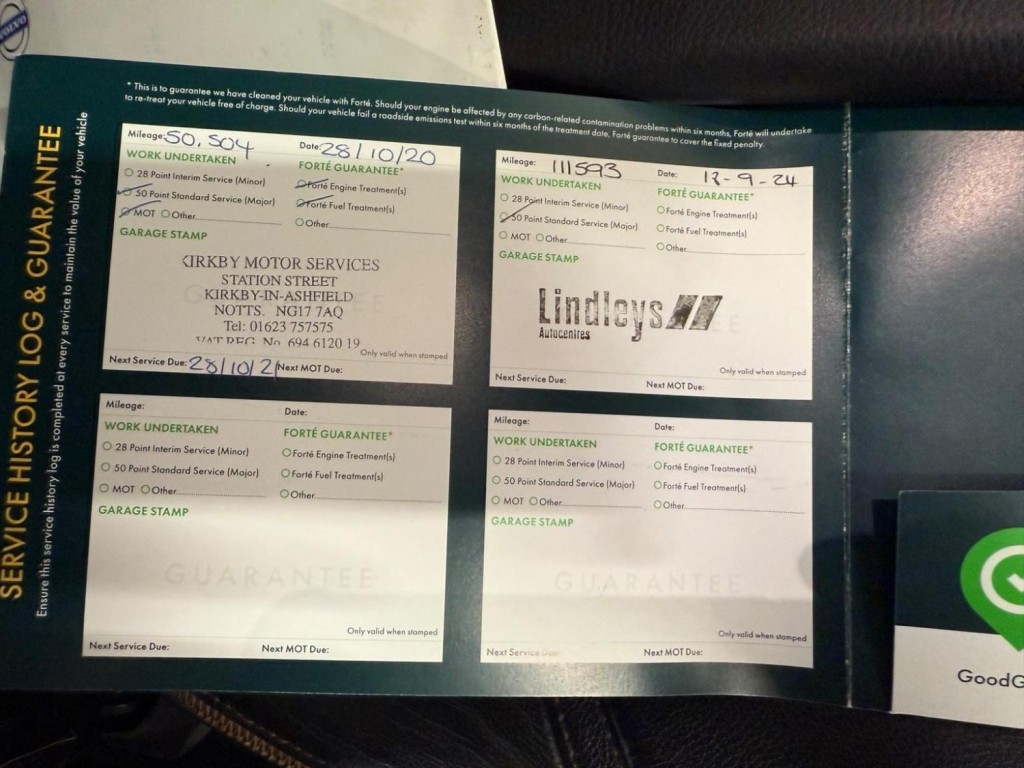 VOLVO
SERVICE HISTORY LOG & GUARANTEE
Ensure this service history log is completed at every service to maintain the value of your vehicle
* This is to guarantee we have cleaned your vehicle with Forté. Should your engine be affected by any carbon-related contamination problems within six months, Forté will undertake
to re-treat your vehicle free of charge. Should your vehicle fail a roadside emissions test within six months of the treatment date, Forté guarantee to cover the fixed penalty.
Mileage: 50,504 Date: 28/10/20
WORK UNDERTAKEN FORTÉ GUARANTEE*
28 Point Interim Service (Minor) Forté Engine Treatment(s)
50 Point Standard Service (Major) Forté Fuel Treatment(s)
MOT Other Other
GARAGE STAMP
KIRKBY MOTOR SERVICES
STATION STREET
KIRKBY-IN-ASHFIELD
NOTTS. NG17 7AQ
Tel: 01623 757575
VAT REG. No. 694 6120 19
Only valid when stamped
Next Service Due: 28/10/21 Next MOT Due:
Mileage: 111593 Date: -9-24
WORK UNDERTAKEN FORTÉ GUARANTEE*
28 Point Interim Service (Minor) Forté Engine Treatment(s)
50 Point Standard Service (Major) Forté Fuel Treatment(s)
MOT Other Other
GARAGE STAMP
Lindleys
Autocentres
Only valid when stamped
Next Service Due: Next MOT Due:
Mileage: Date:
WORK UNDERTAKEN FORTÉ GUARANTEE*
28 Point Interim Service (Minor) Forté Engine Treatment(s)
50 Point Standard Service (Major) Forté Fuel Treatment(s)
MOT Other Other
GARAGE STAMP
GUARANTEE
Only valid when stamped
Next Service Due: Next MOT Due:
Mileage: Date:
WORK UNDERTAKEN FORTÉ GUARANTEE*
28 Point Interim Service (Minor) Forté Engine Treatment(s)
50 Point Standard Service (Major) Forté Fuel Treatment(s)
MOT Other Other
GARAGE STAMP
GUARANTEE
Only valid when stamped
Next Service Due: Next MOT Due:
GoodG